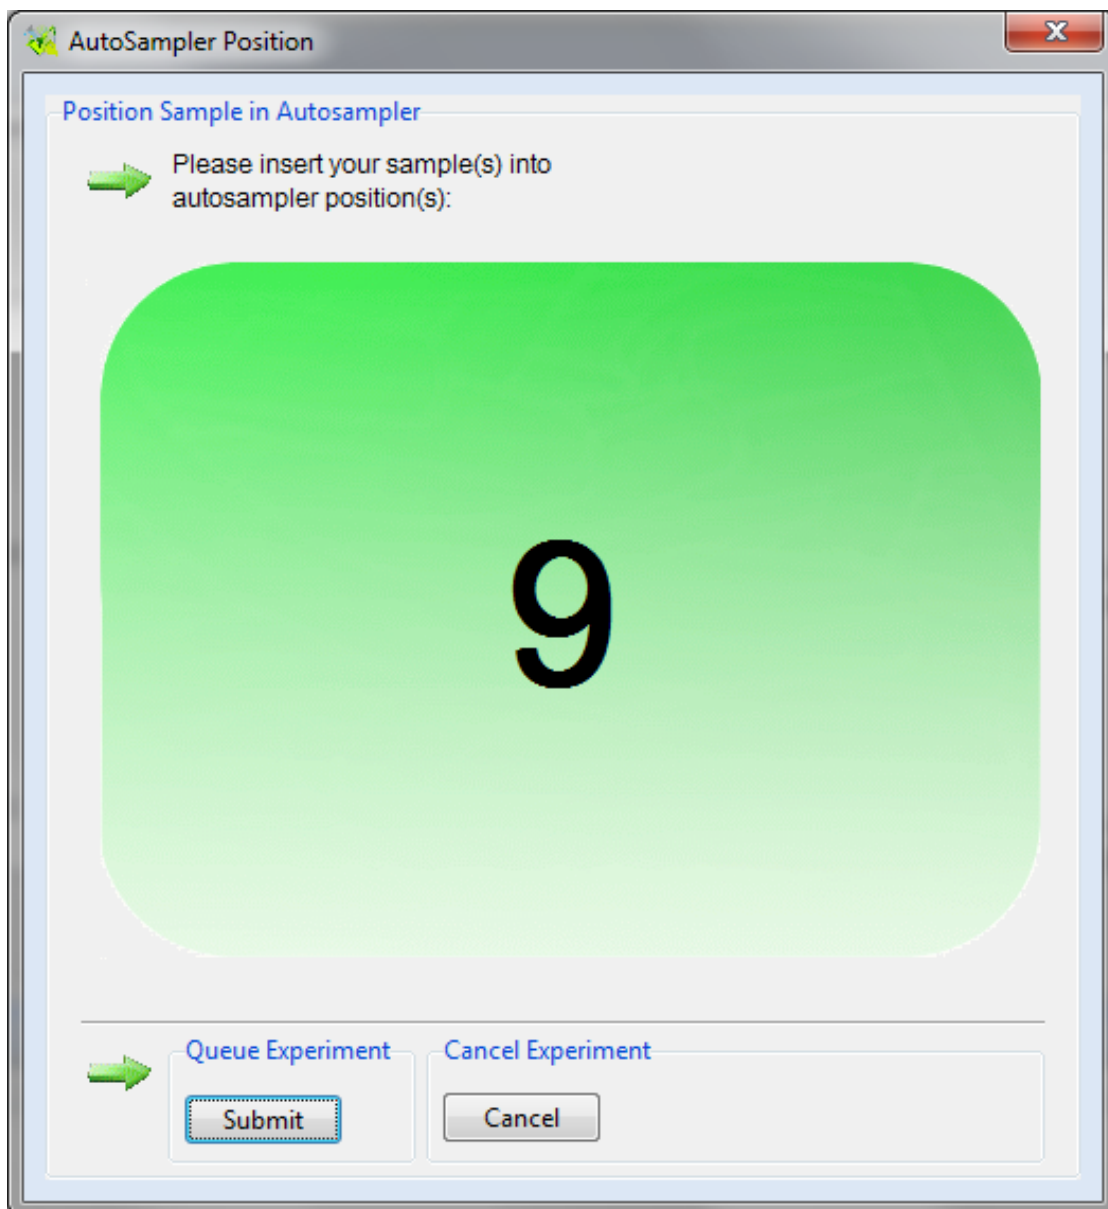 AutoSampler Position
Position Sample in Autosampler
Please insert your sample(s) into
autosampler position(s):
9
Queue Experiment
Cancel Experiment
Submit
Cancel